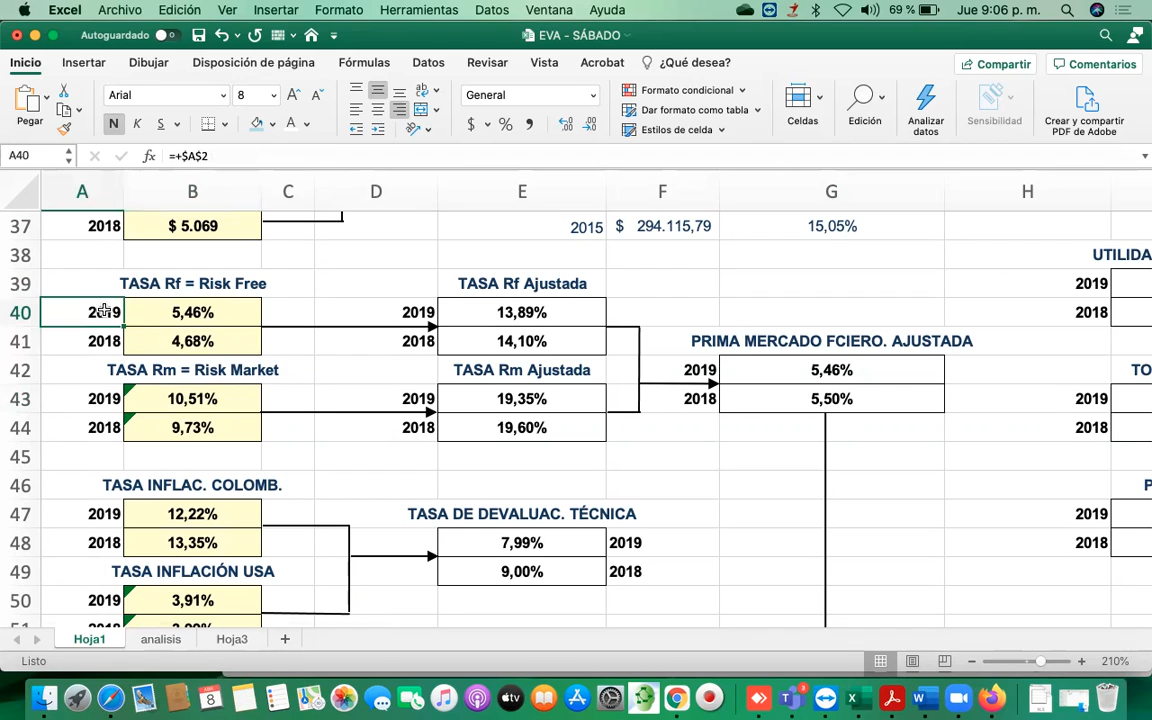 Excel Archivo Edición Ver Insertar Formato Herramientas Datos Ventana Ayuda 69 % Jue 9:06 p. m.
Autoguardado EVA - SÁBADO
Inicio Insertar Dibujar Disposición de página Fórmulas Datos Revisar Vista Acrobat ¿Qué desea? Compartir Comentarios
Pegar Arial 8 General Formato condicional Dar formato como tabla Estilos de celda Celdas Edición Analizar datos Sensibilidad Crear y compartir PDF de Adobe
N K S
A40 fx =+$A$2
A B C D E F G H
37 2018 $ 5.069 2015 $ 294.115,79 15,05%
38 UTILIDA
39 TASA Rf = Risk Free TASA Rf Ajustada 2019
40 2019 5,46% 2019 13,89% 2018
41 2018 4,68% 2018 14,10% PRIMA MERCADO FCIERO. AJUSTADA
42 TASA Rm = Risk Market TASA Rm Ajustada 2019 5,46% TO
43 2019 10,51% 2019 19,35% 2018 5,50% 2019
44 2018 9,73% 2018 19,60% 2018
45
46 TASA INFLAC. COLOMB. P
47 2019 12,22% TASA DE DEVALUAC. TÉCNICA 2019
48 2018 13,35% 7,99% 2019 2018
49 TASA INFLACIÓN USA 9,00% 2018
50 2019 3,91%
Hoja1 analisis Hoja3
Listo 210%